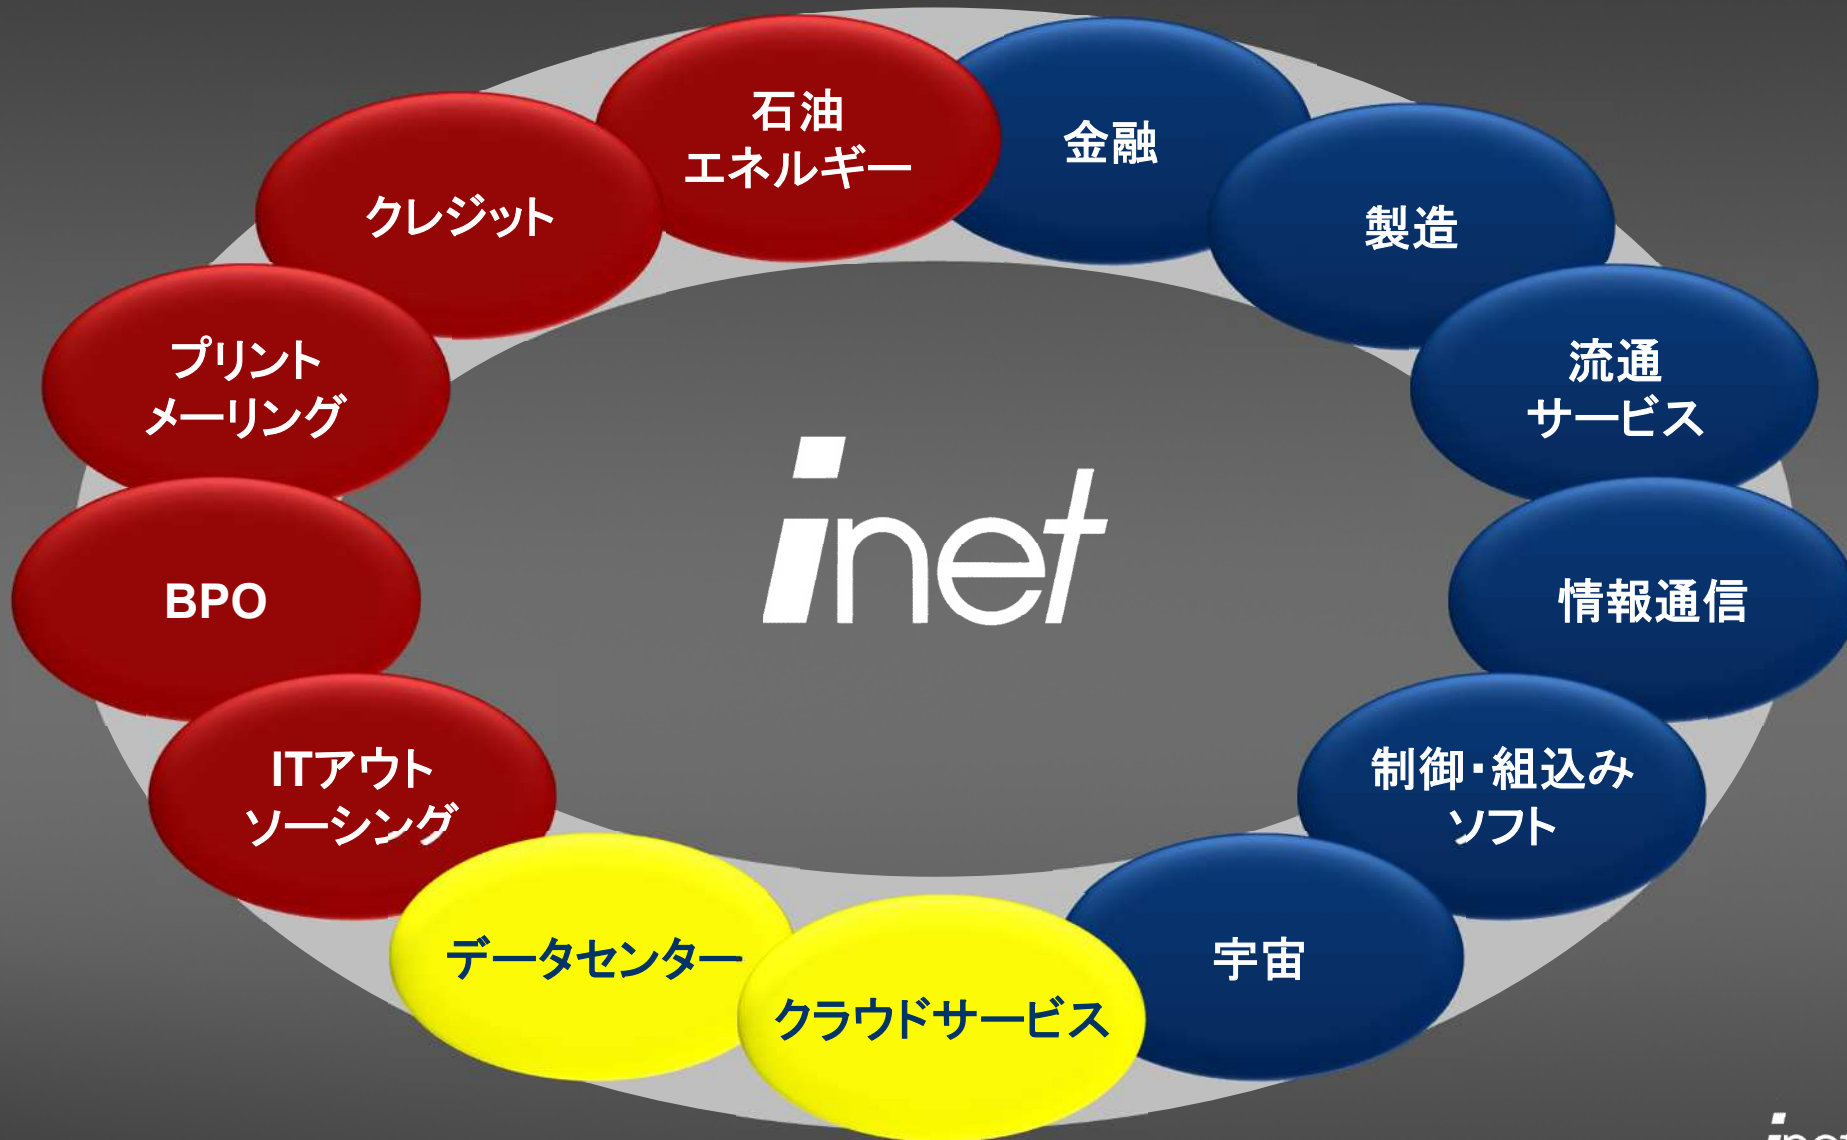 石油
エネルギー
金融
クレジット
製造
プリント
メーリング
流通
サービス
inet
BPO
情報通信
ITアウト
ソーシング
制御・組込み
ソフト
データセンター
宇宙
クラウドサービス